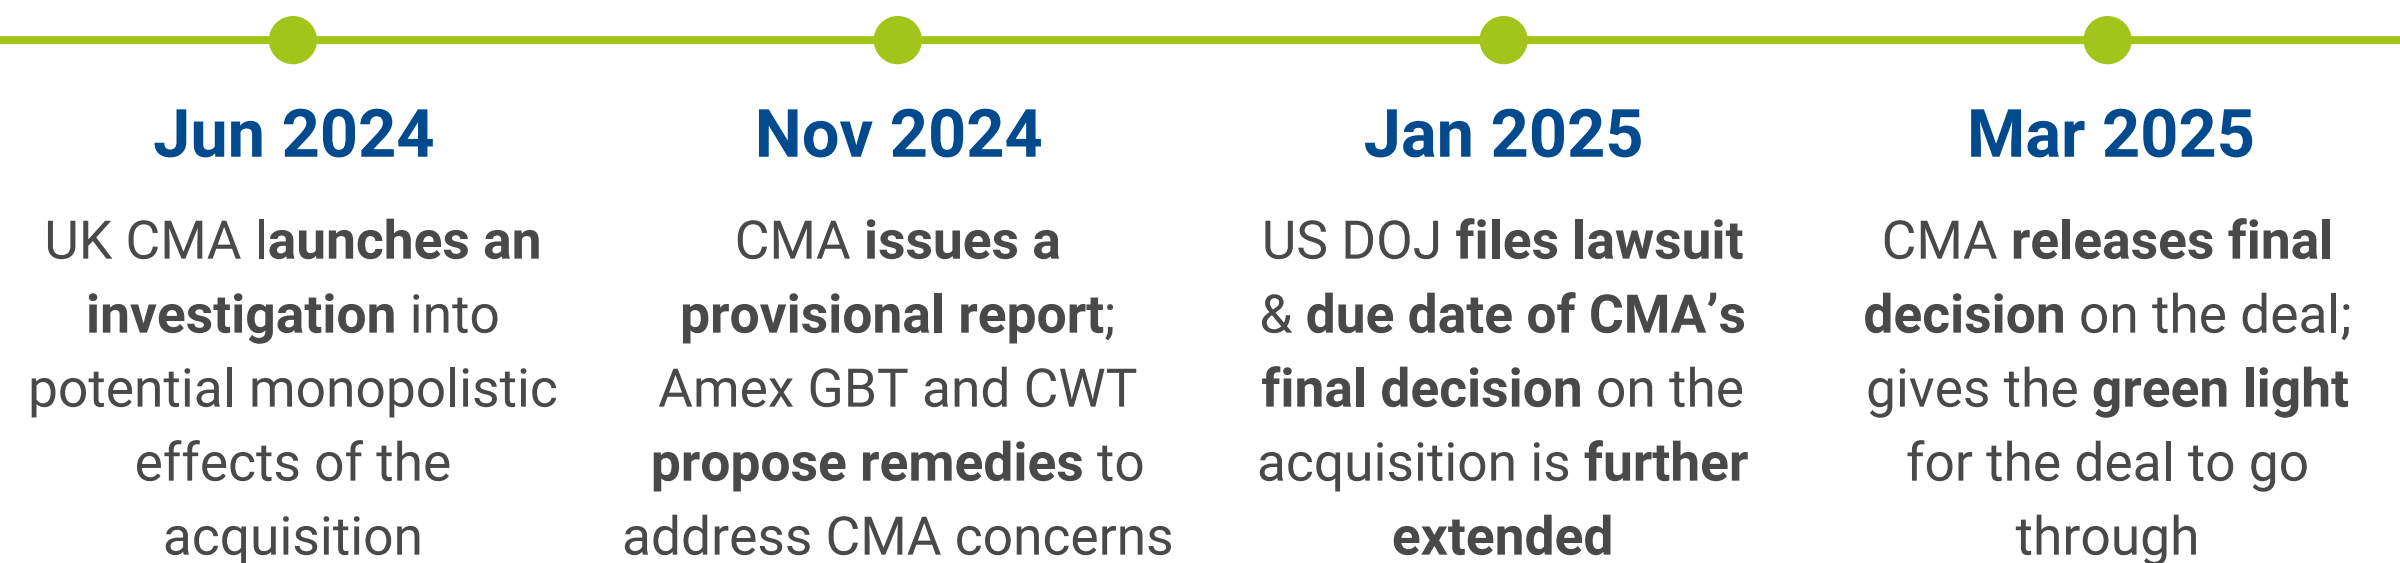 Jun 2024
UK CMA launches an
investigation into
potential monopolistic
effects of the
acquisition
Nov 2024
CMA issues a
provisional report;
Amex GBT and CWT
propose remedies to
address CMA concerns
Jan 2025
US DOJ files lawsuit
& due date of CMA’s
final decision on the
acquisition is further
extended
Mar 2025
CMA releases final
decision on the deal;
gives the green light
for the deal to go
through